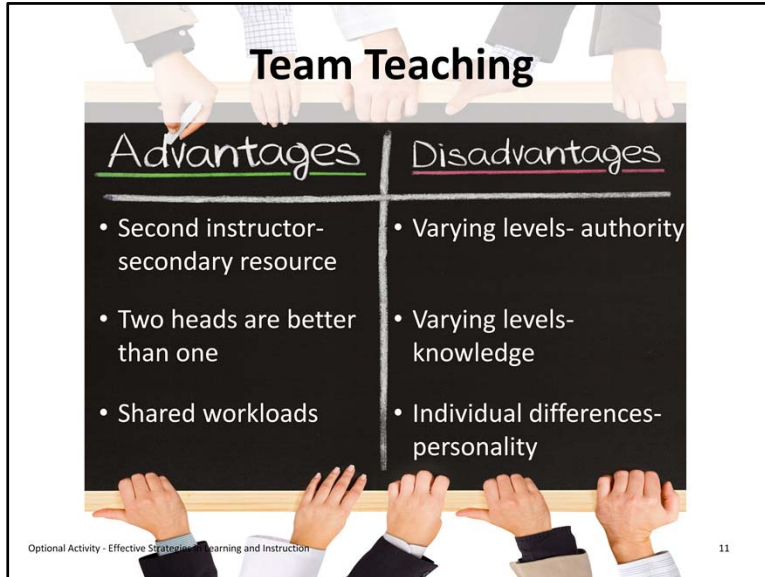 Team Teaching
Advantages
Disadvantages
• Second instructor-
secondary resource
• Two heads are better
than one
• Shared workloads
• Varying levels- authority
• Varying levels-
knowledge
• Individual differences-
personality
Optional Activity - Effective Strategies in Learning and Instruction
11